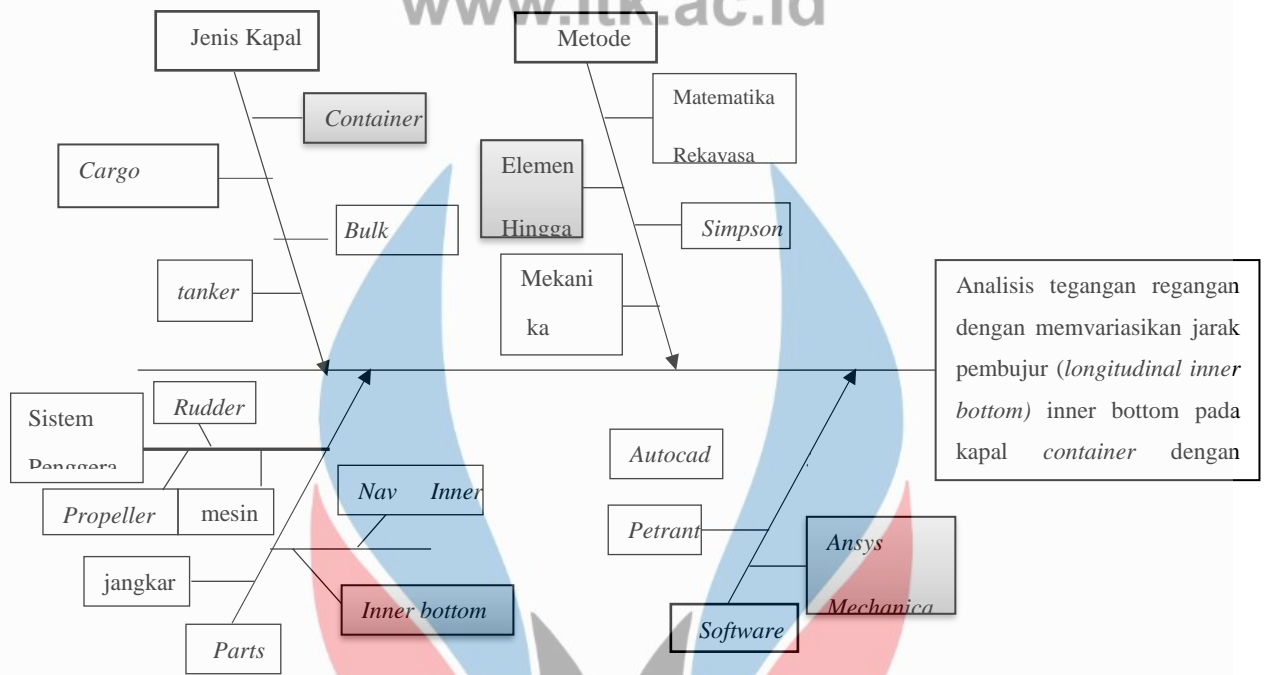 www.itk.ac.id
Jenis Kapal
Container
Cargo
Bulk
tanker
Metode
Matematika
Rekayasa
Elemen
Hingga
Simpson
Mekani
ka
Analisis tegangan regangan
dengan memvariasikan jarak
pembujur (longitudinal inner
bottom) inner bottom pada
kapal container dengan
Sistem
Penggera
Rudder
Propeller
mesin
Nav Inner
jangkar
Inner bottom
Parts
Autocad
Petrant
Ansys
Mechanica
Software